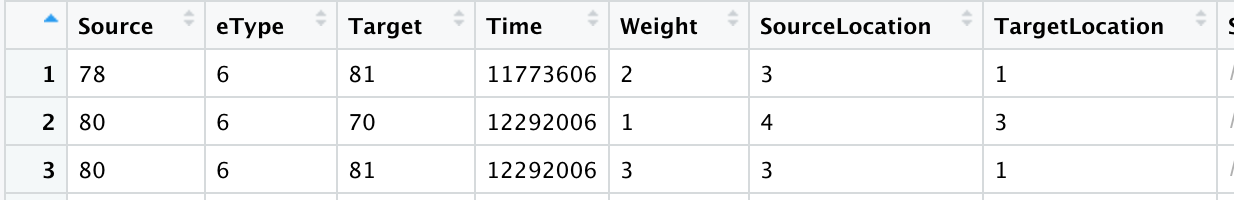 Source eType Target Time Weight SourceLocation TargetLocation
1 78 6 81 11773606 2 3 1
2 80 6 70 12292006 1 4 3
3 80 6 81 12292006 3 3 1